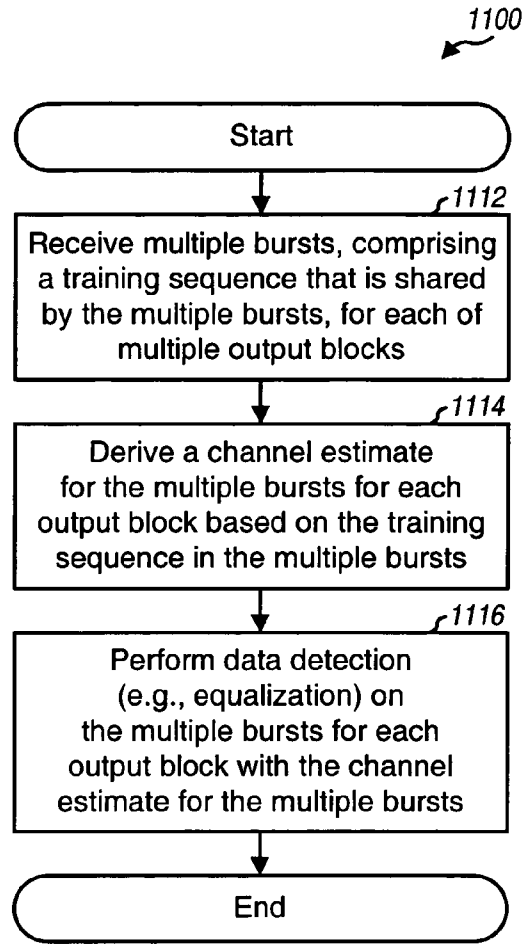 1100
Start
1112
Receive multiple bursts, comprising
a training sequence that is shared
by the multiple bursts, for each of
multiple output blocks
1114
Derive a channel estimate
for the multiple bursts for each
output block based on the training
sequence in the multiple bursts
1116
Perform data detection
(e.g., equalization) on
the multiple bursts for each
output block with the channel
estimate for the multiple bursts
End